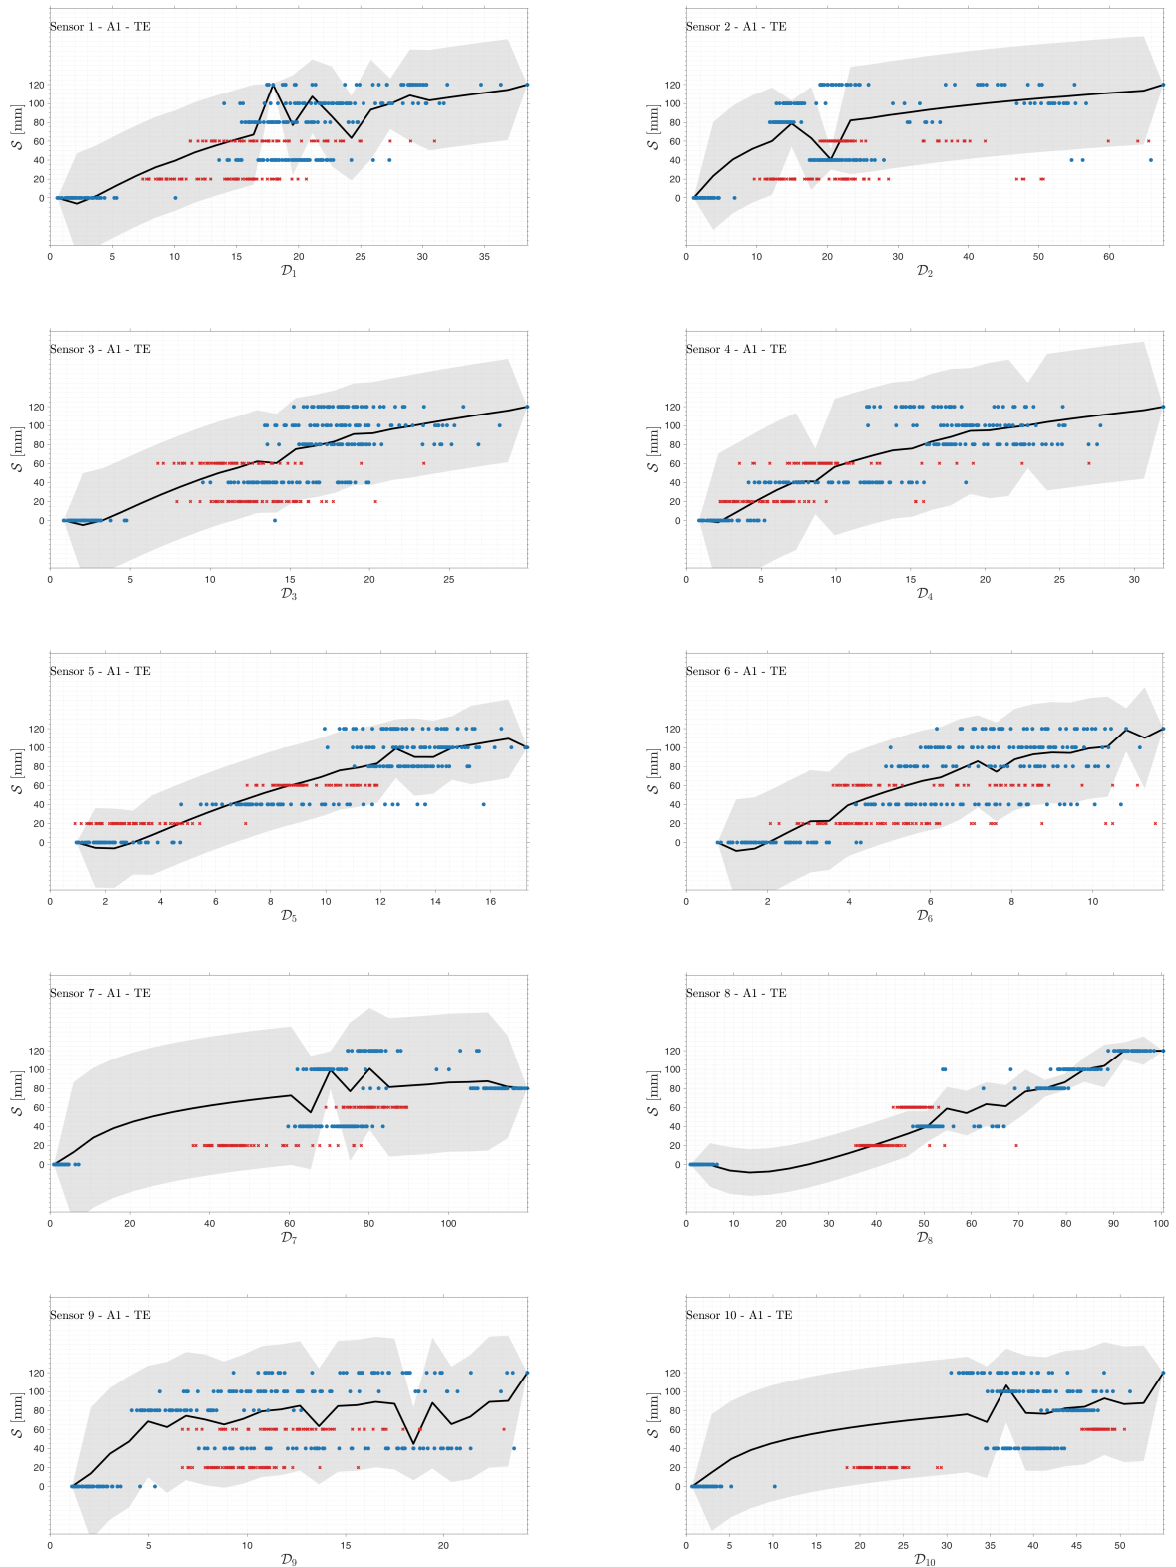 Sensor 1 - A1 - TE
Sensor 2 - A1 - TE
120 100 80 60 40 20 0
120 100 80 60 40 20 0
𝒮 [mm]
𝒮 [mm]
0 5 10 15 20 25 30 35
0 10 20 30 40 50 60
𝒟₁
𝒟₂
Sensor 3 - A1 - TE
Sensor 4 - A1 - TE
120 100 80 60 40 20 0
120 100 80 60 40 20 0
𝒮 [mm]
𝒮 [mm]
0 5 10 15 20 25
0 5 10 15 20 25 30
𝒟₃
𝒟₄
Sensor 5 - A1 - TE
Sensor 6 - A1 - TE
120 100 80 60 40 20 0
120 100 80 60 40 20 0
𝒮 [mm]
𝒮 [mm]
0 2 4 6 8 10 12 14 16
0 2 4 6 8 10
𝒟₅
𝒟₆
Sensor 7 - A1 - TE
Sensor 8 - A1 - TE
120 100 80 60 40 20 0
120 100 80 60 40 20 0
𝒮 [mm]
𝒮 [mm]
0 20 40 60 80 100
0 10 20 30 40 50 60 70 80 90 100
𝒟₇
𝒟₈
Sensor 9 - A1 - TE
Sensor 10 - A1 - TE
120 100 80 60 40 20 0
120 100 80 60 40 20 0
𝒮 [mm]
𝒮 [mm]
0 5 10 15 20
0 5 10 15 20 25 30 35 40 45 50
𝒟₉
𝒟₁₀